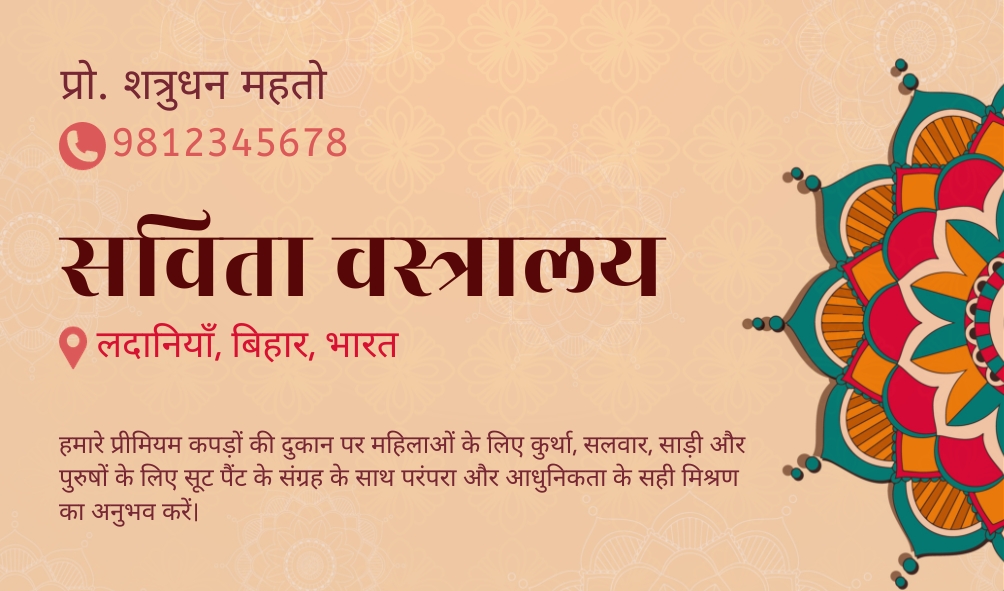 प्रो. शत्रुधन महतो
9812345678
सविता वस्त्रालय
लदानियाँ, बिहार, भारत
हमारे प्रीमियम कपड़ों की दुकान पर महिलाओं के लिए कुर्था, सलवार, साड़ी और
पुरुषों के लिए सूट पैंट के संग्रह के साथ परंपरा और आधुनिकता के सही मिश्रण
का अनुभव करें।